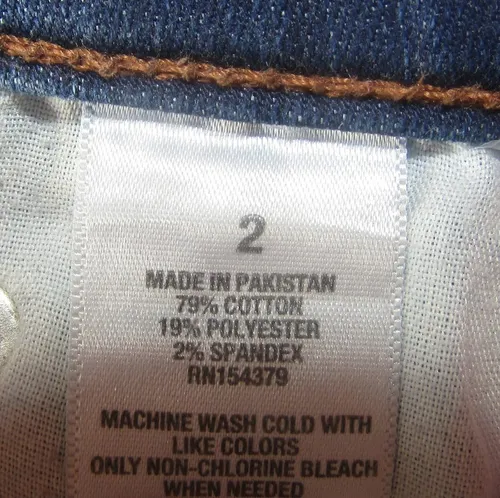 2
MADE IN PAKISTAN
79% COTTON
19% POLYESTER
2% SPANDEX
RN154379
MACHINE WASH COLD WITH
LIKE COLORS
ONLY NON-CHLORINE BLEACH
WHEN NEEDED